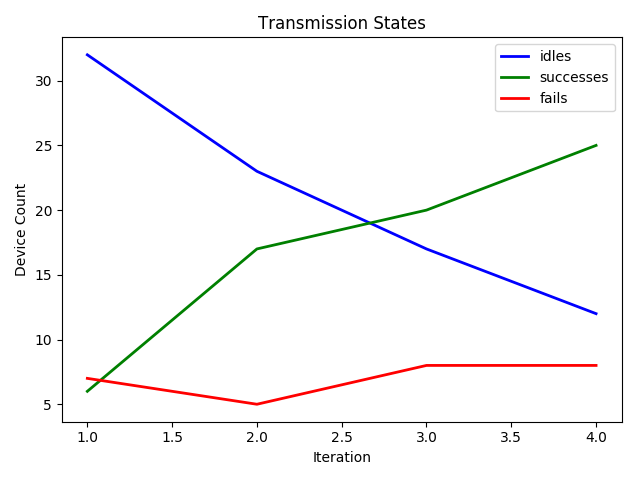 Transmission States
idles
successes
fails
Device Count
30
25
20
15
10
5
1.0 1.5 2.0 2.5 3.0 3.5 4.0
Iteration